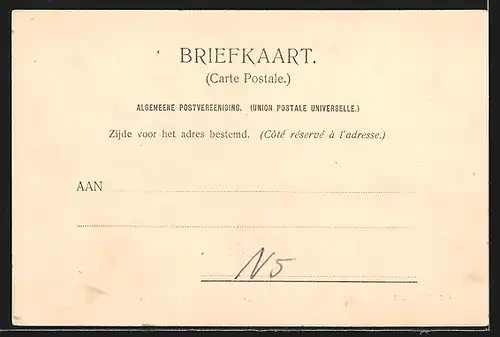 BRIEFKAART.
(Carte Postale.)
ALGEMEENE POSTVEREENIGING. (UNION POSTALE UNIVERSELLE.)
Zijde voor het adres bestemd. (Côté réservé à l'adresse.)
AAN
N5